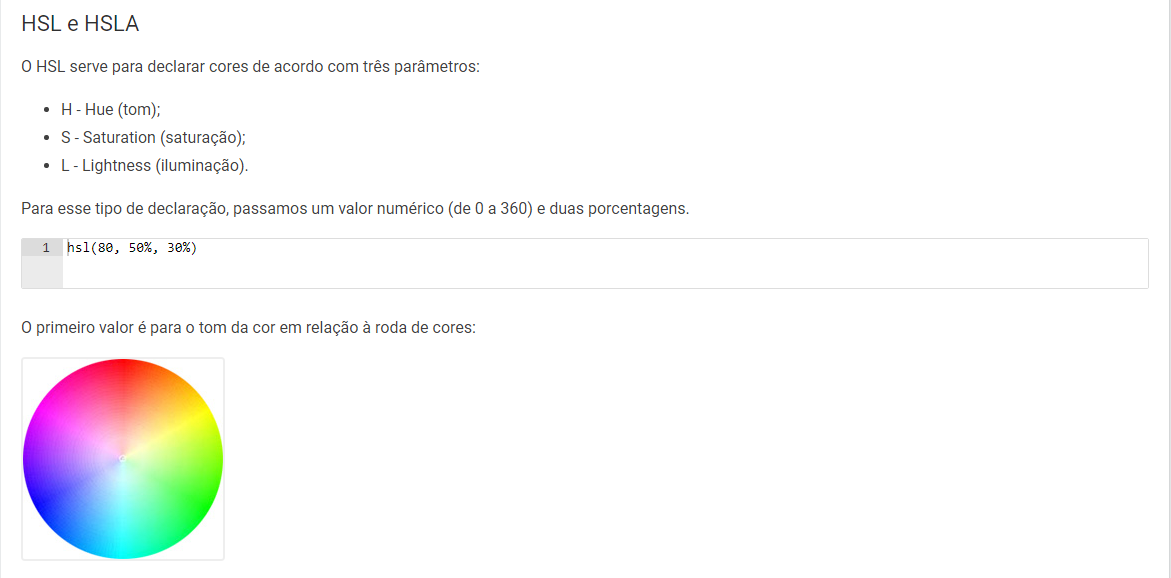 HSL e HSLA
O HSL serve para declarar cores de acordo com três parâmetros:
H - Hue (tom);
S - Saturation (saturação);
L - Lightness (iluminação).
Para esse tipo de declaração, passamos um valor numérico (de 0 a 360) e duas porcentagens.
1 hsl(80, 50%, 30%)
O primeiro valor é para o tom da cor em relação à roda de cores: